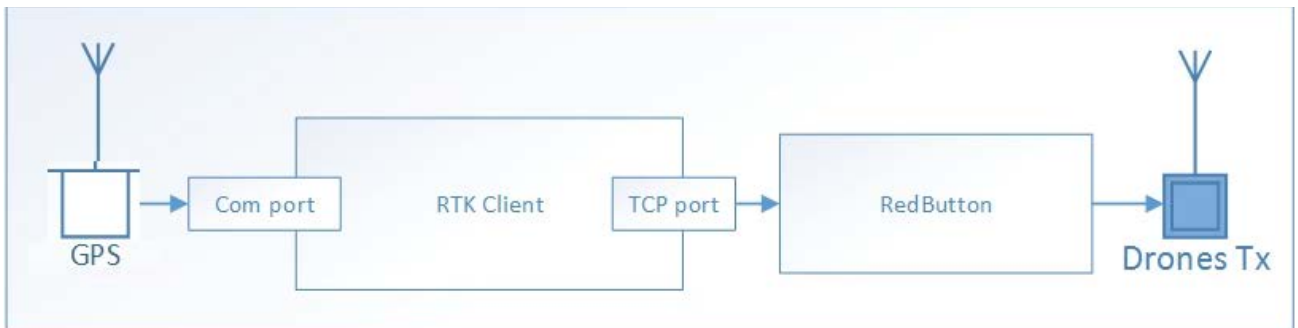 Com port
RTK Client
TCP port
RedButton
GPS
Drones Tx